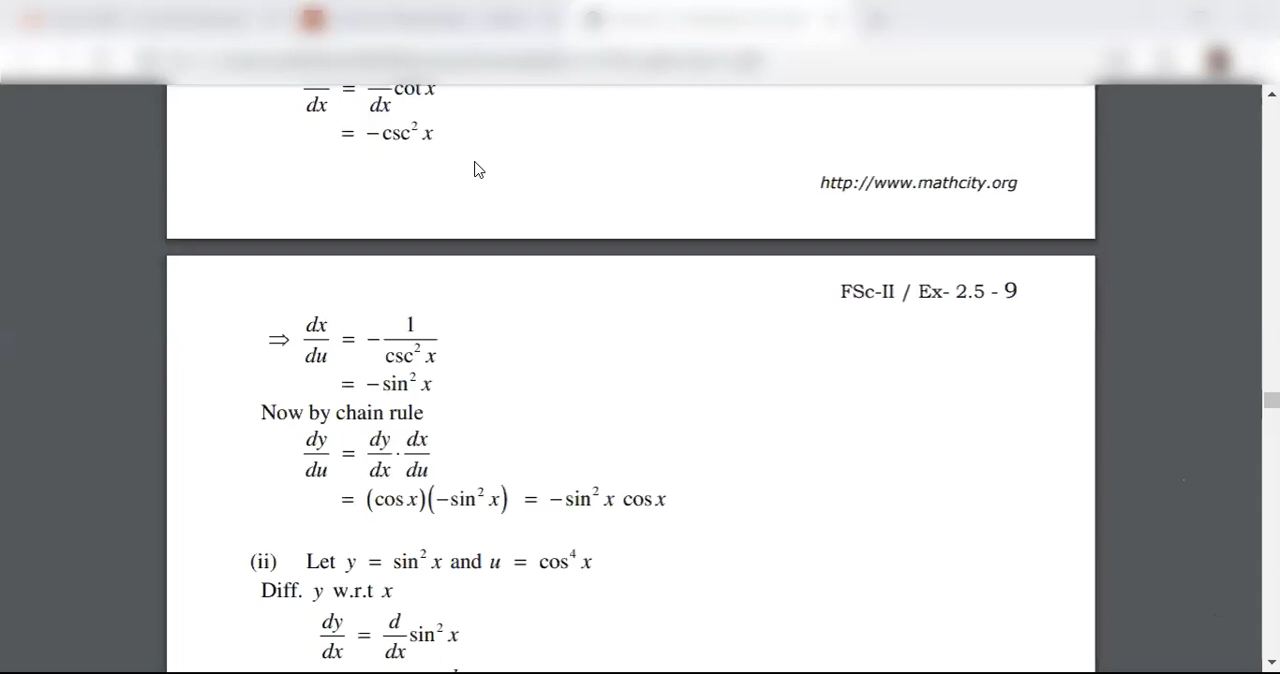 dx = dx cot x
= −csc² x
http://www.mathcity.org
FSc-II / Ex- 2.5 - 9
⇒ dx/du = − 1/csc² x
= −sin² x
Now by chain rule
dy/du = dy/dx · dx/du
= (cos x)(−sin² x) = −sin² x cos x
(ii) Let y = sin² x and u = cos⁴ x
Diff. y w.r.t x
dy/dx = d/dx sin² x